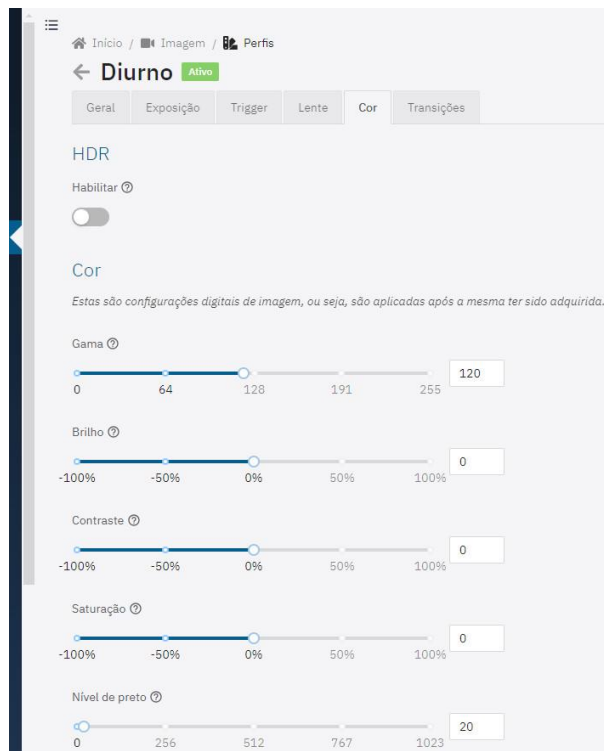 Início / Imagem / Perfis
Diurno Ativo
Geral Exposição Trigger Lente Cor Transições
HDR
Habilitar
Cor
Estas são configurações digitais de imagem, ou seja, são aplicadas após a mesma ter sido adquirida.
Gama
120
0 64 128 191 255
Brilho
0
-100% -50% 0% 50% 100%
Contraste
0
-100% -50% 0% 50% 100%
Saturação
0
-100% -50% 0% 50% 100%
Nível de preto
20
0 256 512 767 1023